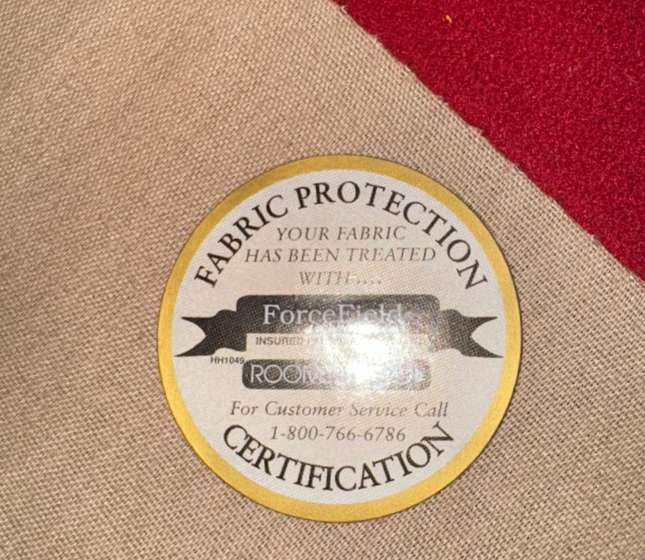 FABRIC PROTECTION
YOUR FABRIC
HAS BEEN TREATED
WITH....
ForceField
INSURED
HH1049
ROOM
For Customer Service Call
1-800-766-6786
CERTIFICATION